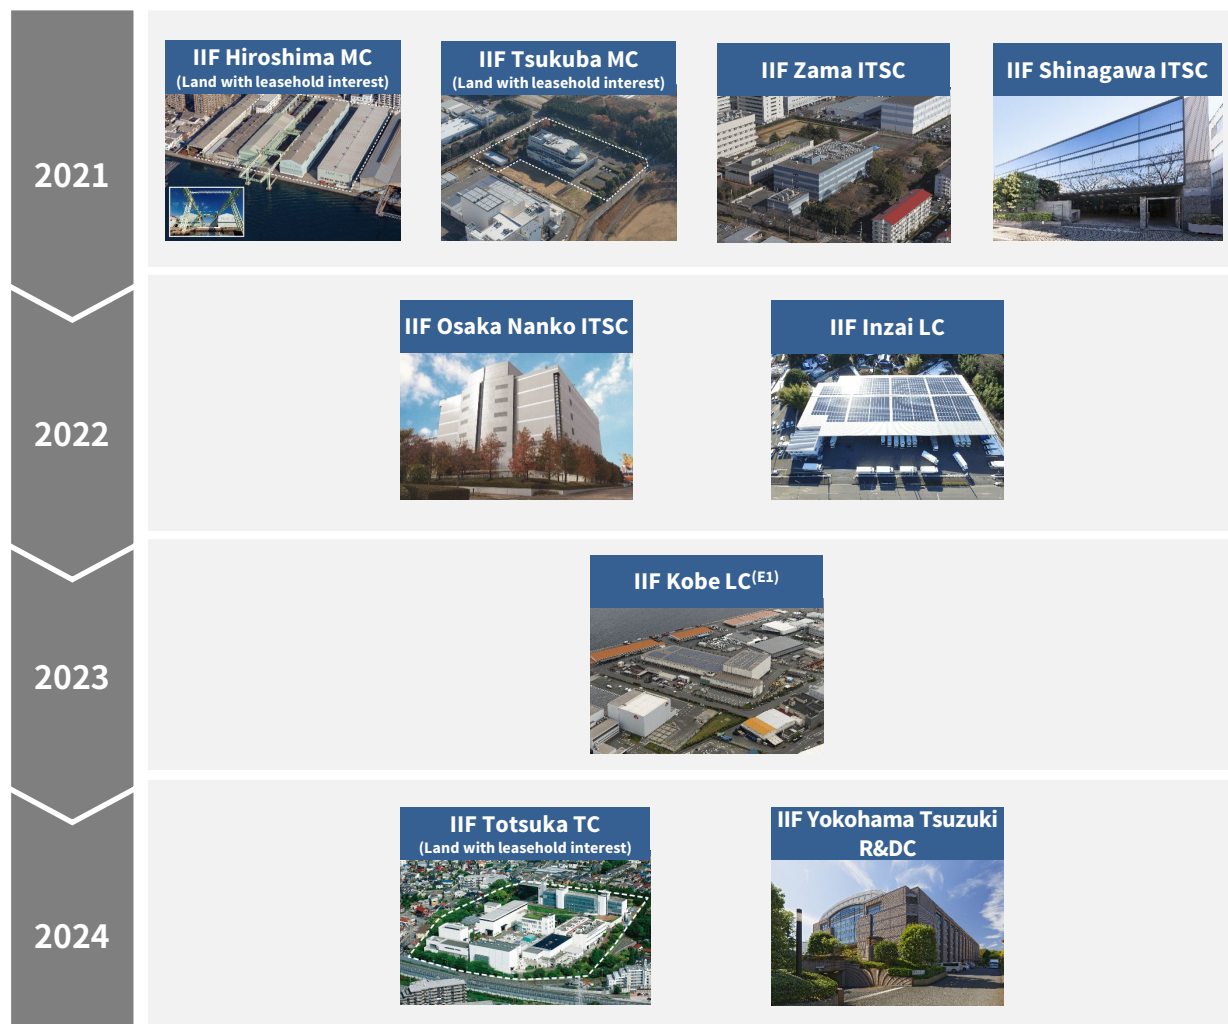 2021
IIF Hiroshima MC
(Land with leasehold interest)
IIF Tsukuba MC
(Land with leasehold interest)
IIF Zama ITSC
IIF Shinagawa ITSC
2022
IIF Osaka Nanko ITSC
IIF Inzai LC
2023
IIF Kobe LC(E1)
2024
IIF Totsuka TC
(Land with leasehold interest)
IIF Yokohama Tsuzuki
R&DC